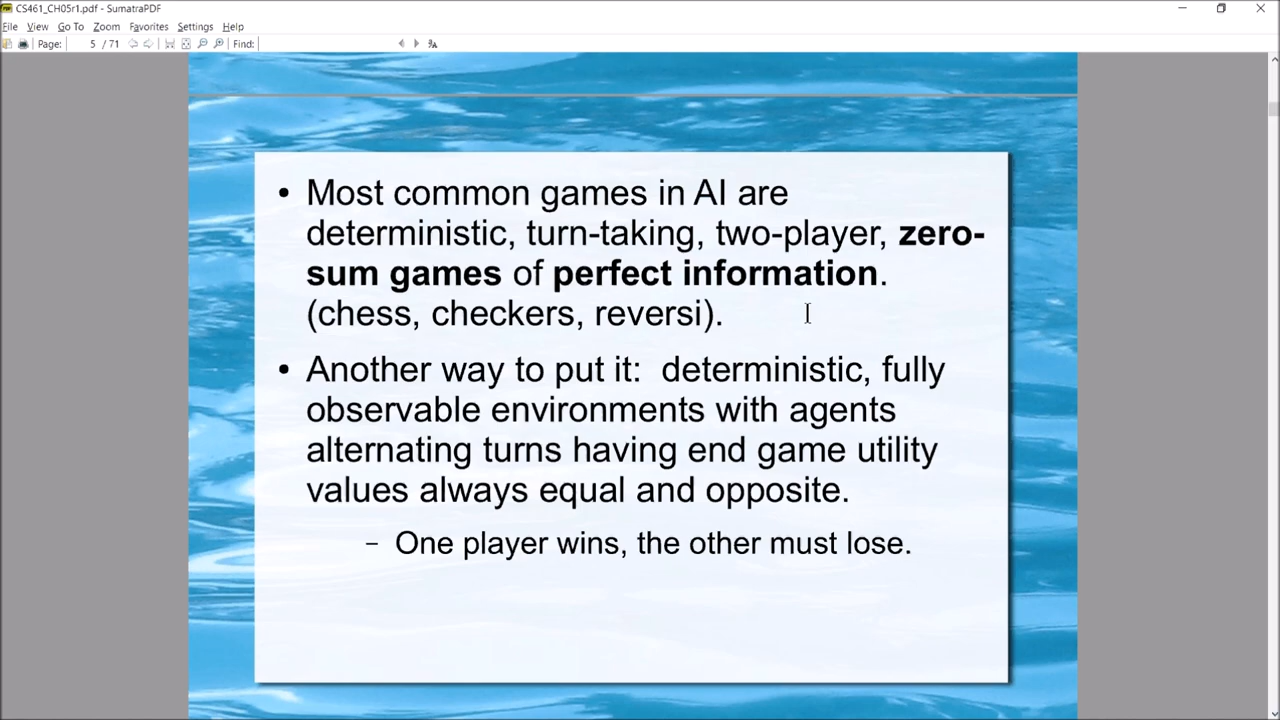 CS461_CH05r1.pdf - SumatraPDF
File View Go To Zoom Favorites Settings Help
Page: 5 / 71 Find:
• Most common games in AI are
deterministic, turn-taking, two-player, zero-
sum games of perfect information.
(chess, checkers, reversi).
• Another way to put it: deterministic, fully
observable environments with agents
alternating turns having end game utility
values always equal and opposite.
– One player wins, the other must lose.